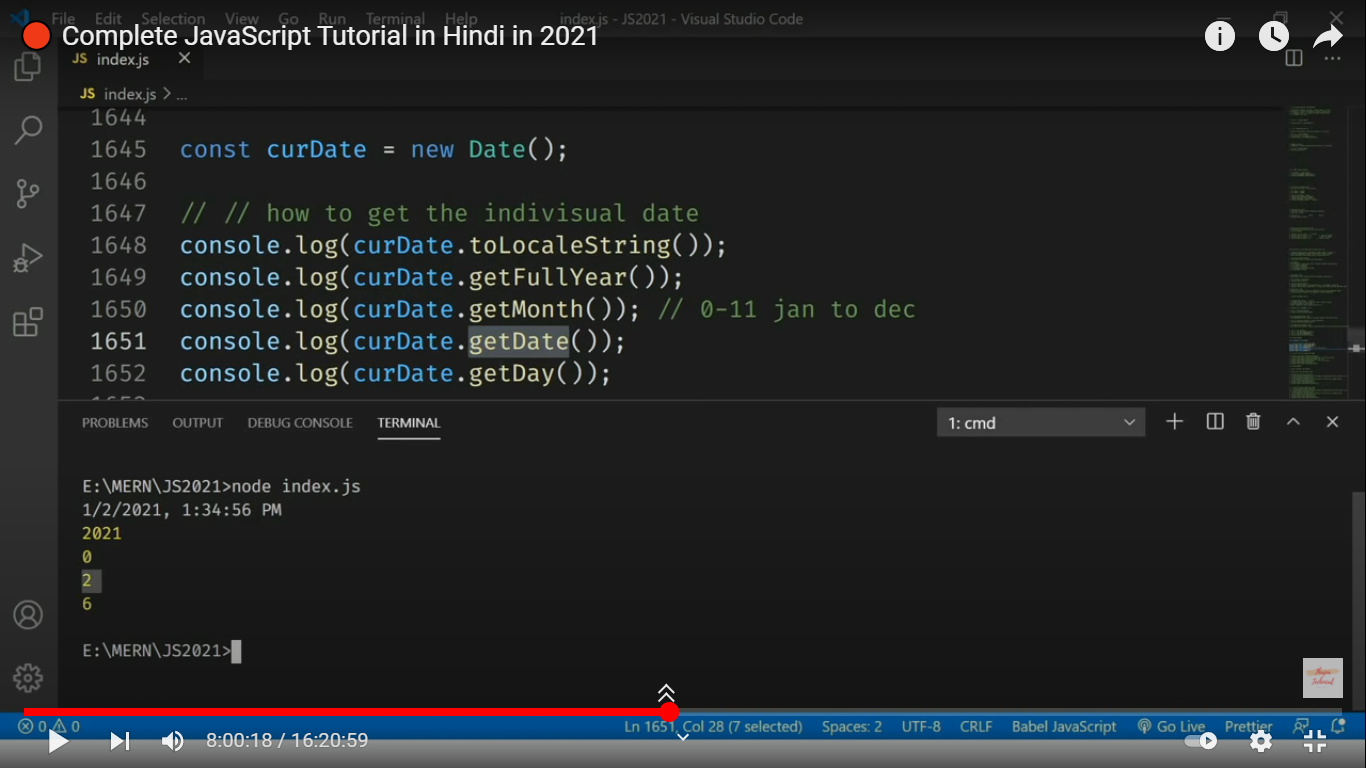 File Edit Selection View Go Run Terminal Help index.js - JS2021 - Visual Studio Code
Complete JavaScript Tutorial in Hindi in 2021
JS index.js
JS index.js > ...
1644
1645 const curDate = new Date();
1646
1647 // // how to get the indivisual date
1648 console.log(curDate.toLocaleString());
1649 console.log(curDate.getFullYear());
1650 console.log(curDate.getMonth()); // 0-11 jan to dec
1651 console.log(curDate.getDate());
1652 console.log(curDate.getDay());
PROBLEMS OUTPUT DEBUG CONSOLE TERMINAL 1: cmd
E:\MERN\JS2021>node index.js
1/2/2021, 1:34:56 PM
2021
0
2
6
E:\MERN\JS2021>
0 0 Ln 1651, Col 28 (7 selected) Spaces: 2 UTF-8 CRLF Babel JavaScript Go Live Prettier
8:00:18 / 16:20:59